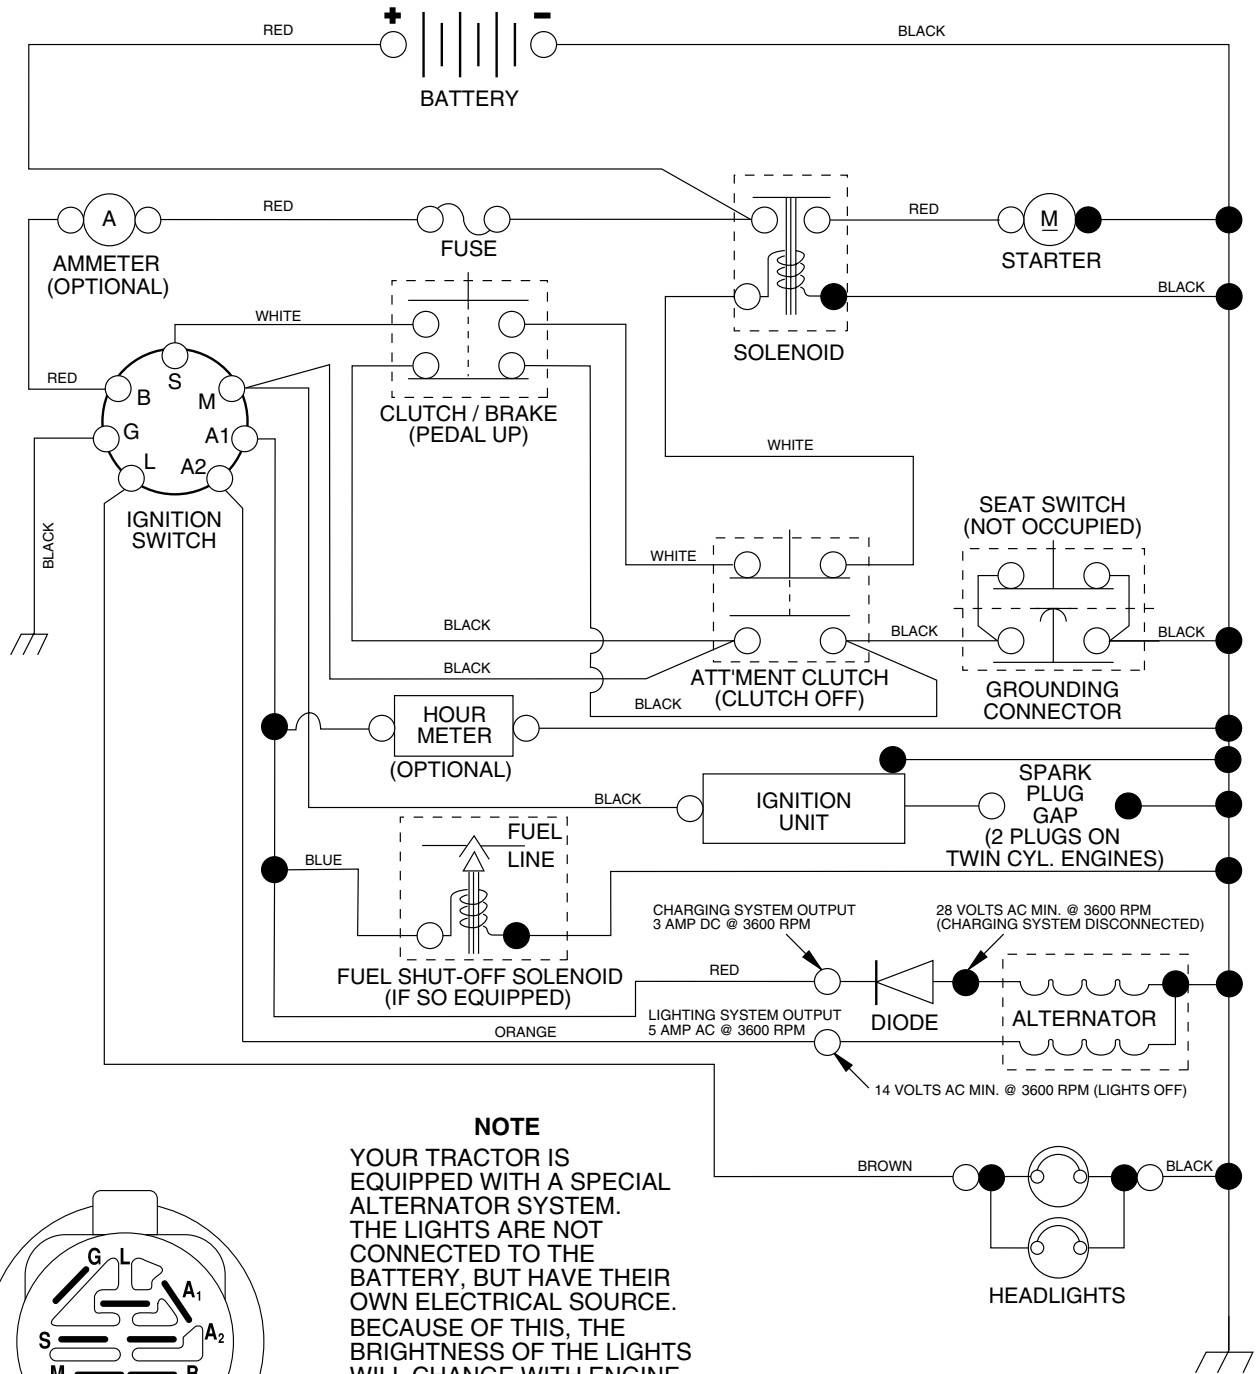 RED
+
-
BLACK
BATTERY
RED
A
AMMETER
(OPTIONAL)
FUSE
RED
M
STARTER
SOLENOID
BLACK
WHITE
CLUTCH / BRAKE
(PEDAL UP)
RED
S
B
M
G
A1
L
A2
IGNITION
SWITCH
BLACK
WHITE
WHITE
SEAT SWITCH
(NOT OCCUPIED)
BLACK
BLACK
BLACK
BLACK
ATT'MENT CLUTCH
(CLUTCH OFF)
BLACK
GROUNDING
CONNECTOR
HOUR
METER
(OPTIONAL)
BLACK
IGNITION
UNIT
SPARK
PLUG
GAP
(2 PLUGS ON
TWIN CYL. ENGINES)
BLUE
FUEL
LINE
FUEL SHUT-OFF SOLENOID
(IF SO EQUIPPED)
CHARGING SYSTEM OUTPUT
3 AMP DC @ 3600 RPM
28 VOLTS AC MIN. @ 3600 RPM
(CHARGING SYSTEM DISCONNECTED)
RED
DIODE
ALTERNATOR
LIGHTING SYSTEM OUTPUT
5 AMP AC @ 3600 RPM
ORANGE
14 VOLTS AC MIN. @ 3600 RPM (LIGHTS OFF)
BROWN
BLACK
HEADLIGHTS
NOTE
YOUR TRACTOR IS
EQUIPPED WITH A SPECIAL
ALTERNATOR SYSTEM.
THE LIGHTS ARE NOT
CONNECTED TO THE
BATTERY, BUT HAVE THEIR
OWN ELECTRICAL SOURCE.
BECAUSE OF THIS, THE
BRIGHTNESS OF THE LIGHTS
WILL CHANGE WITH ENGINE
G L
A₁
A₂
S
M
B